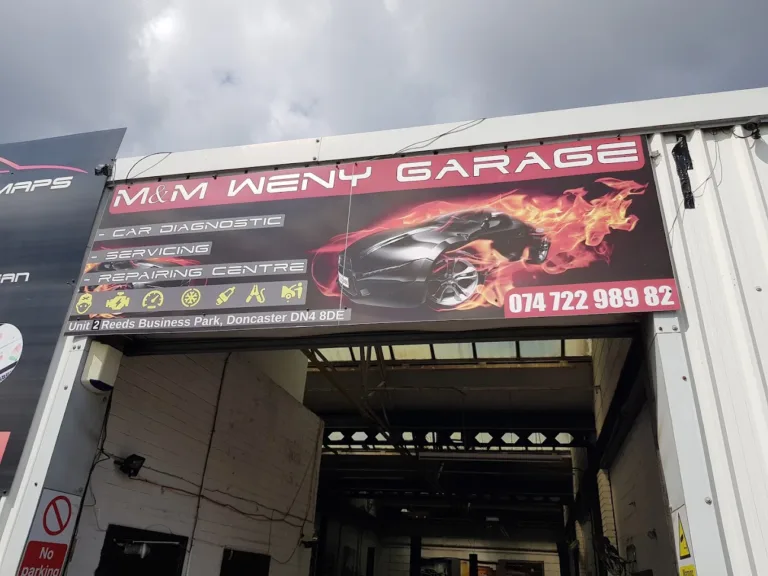 MAPS
M&M WENY GARAGE
- CAR DIAGNOSTIC
- SERVICING
- REPAIRING CENTRE
074 722 989 82
Unit 2 Reeds Business Park, Doncaster DN4 8DE
No
parking